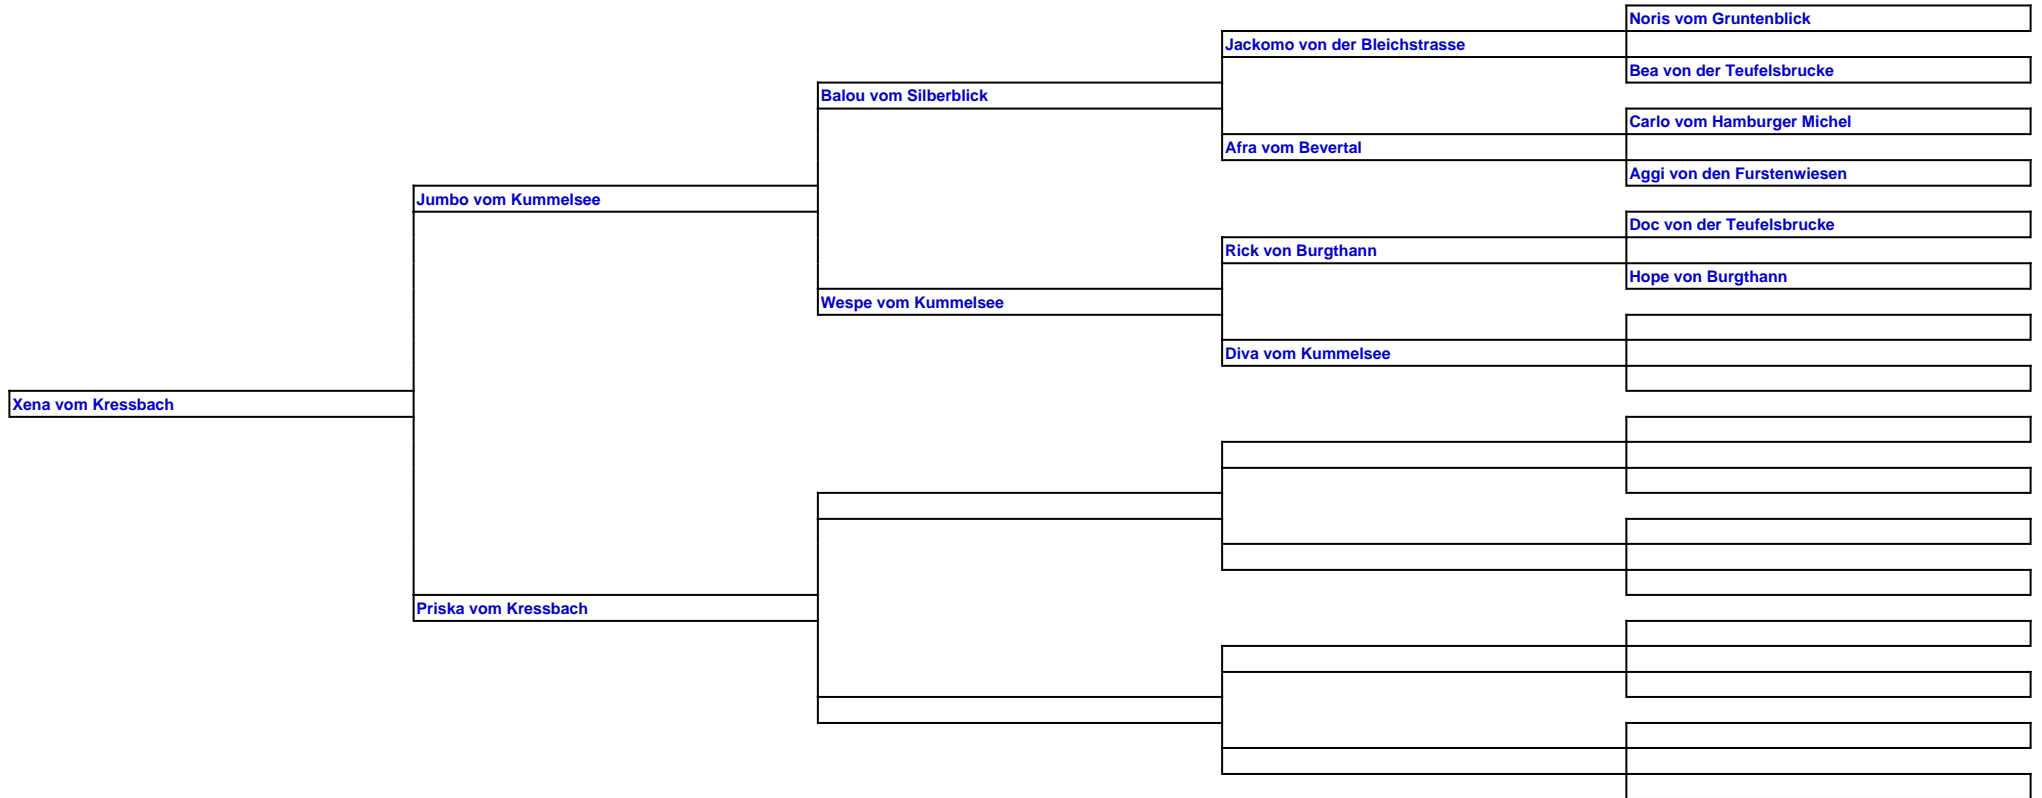 Noris vom Gruntenblick
Jackomo von der Bleichstrasse
Bea von der Teufelsbrucke
Balou vom Silberblick
Carlo vom Hamburger Michel
Afra vom Bevertal
Aggi von den Furstenwiesen
Jumbo vom Kummelsee
Doc von der Teufelsbrucke
Rick von Burgthann
Hope von Burgthann
Wespe vom Kummelsee
Diva vom Kummelsee
Xena vom Kressbach
Priska vom Kressbach